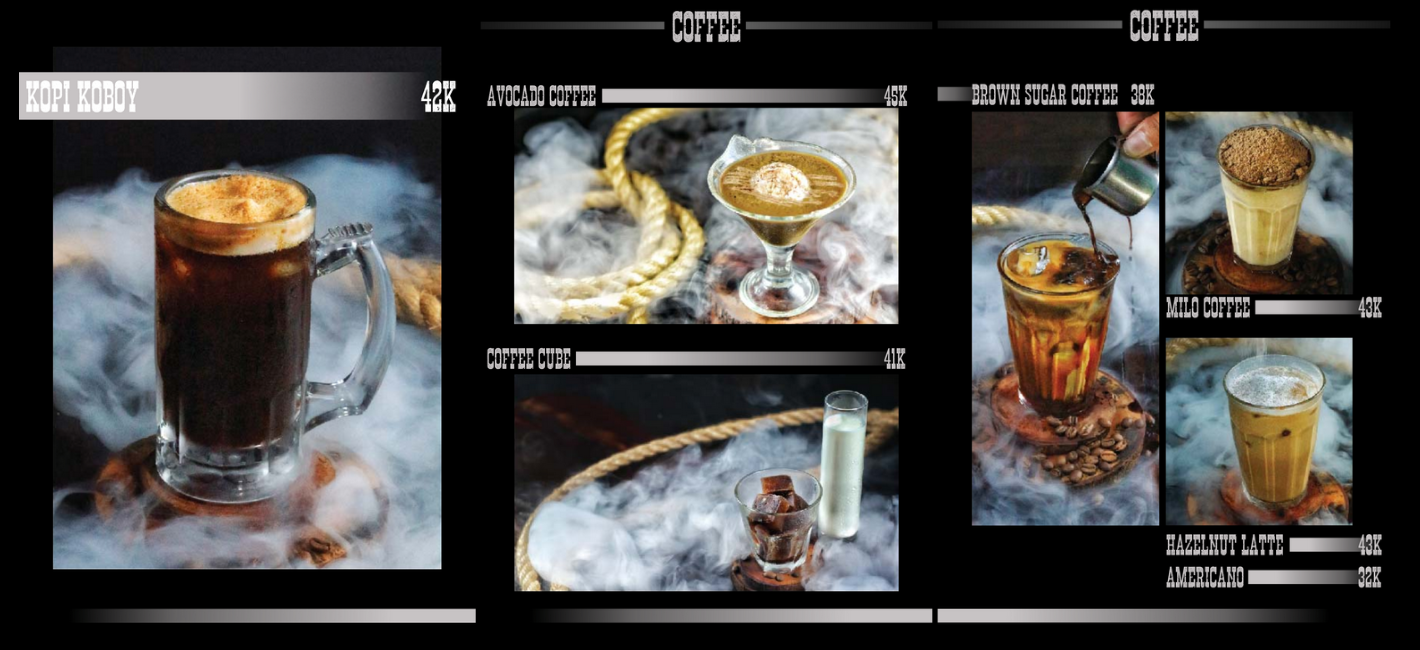 KOPI KOBOY 42K
COFFEE
AVOCADO COFFEE 45K
COFFEE CUBE 41K
COFFEE
BROWN SUGAR COFFEE 38K
MILO COFFEE 43K
HAZELNUT LATTE 43K
AMERICANO 32K